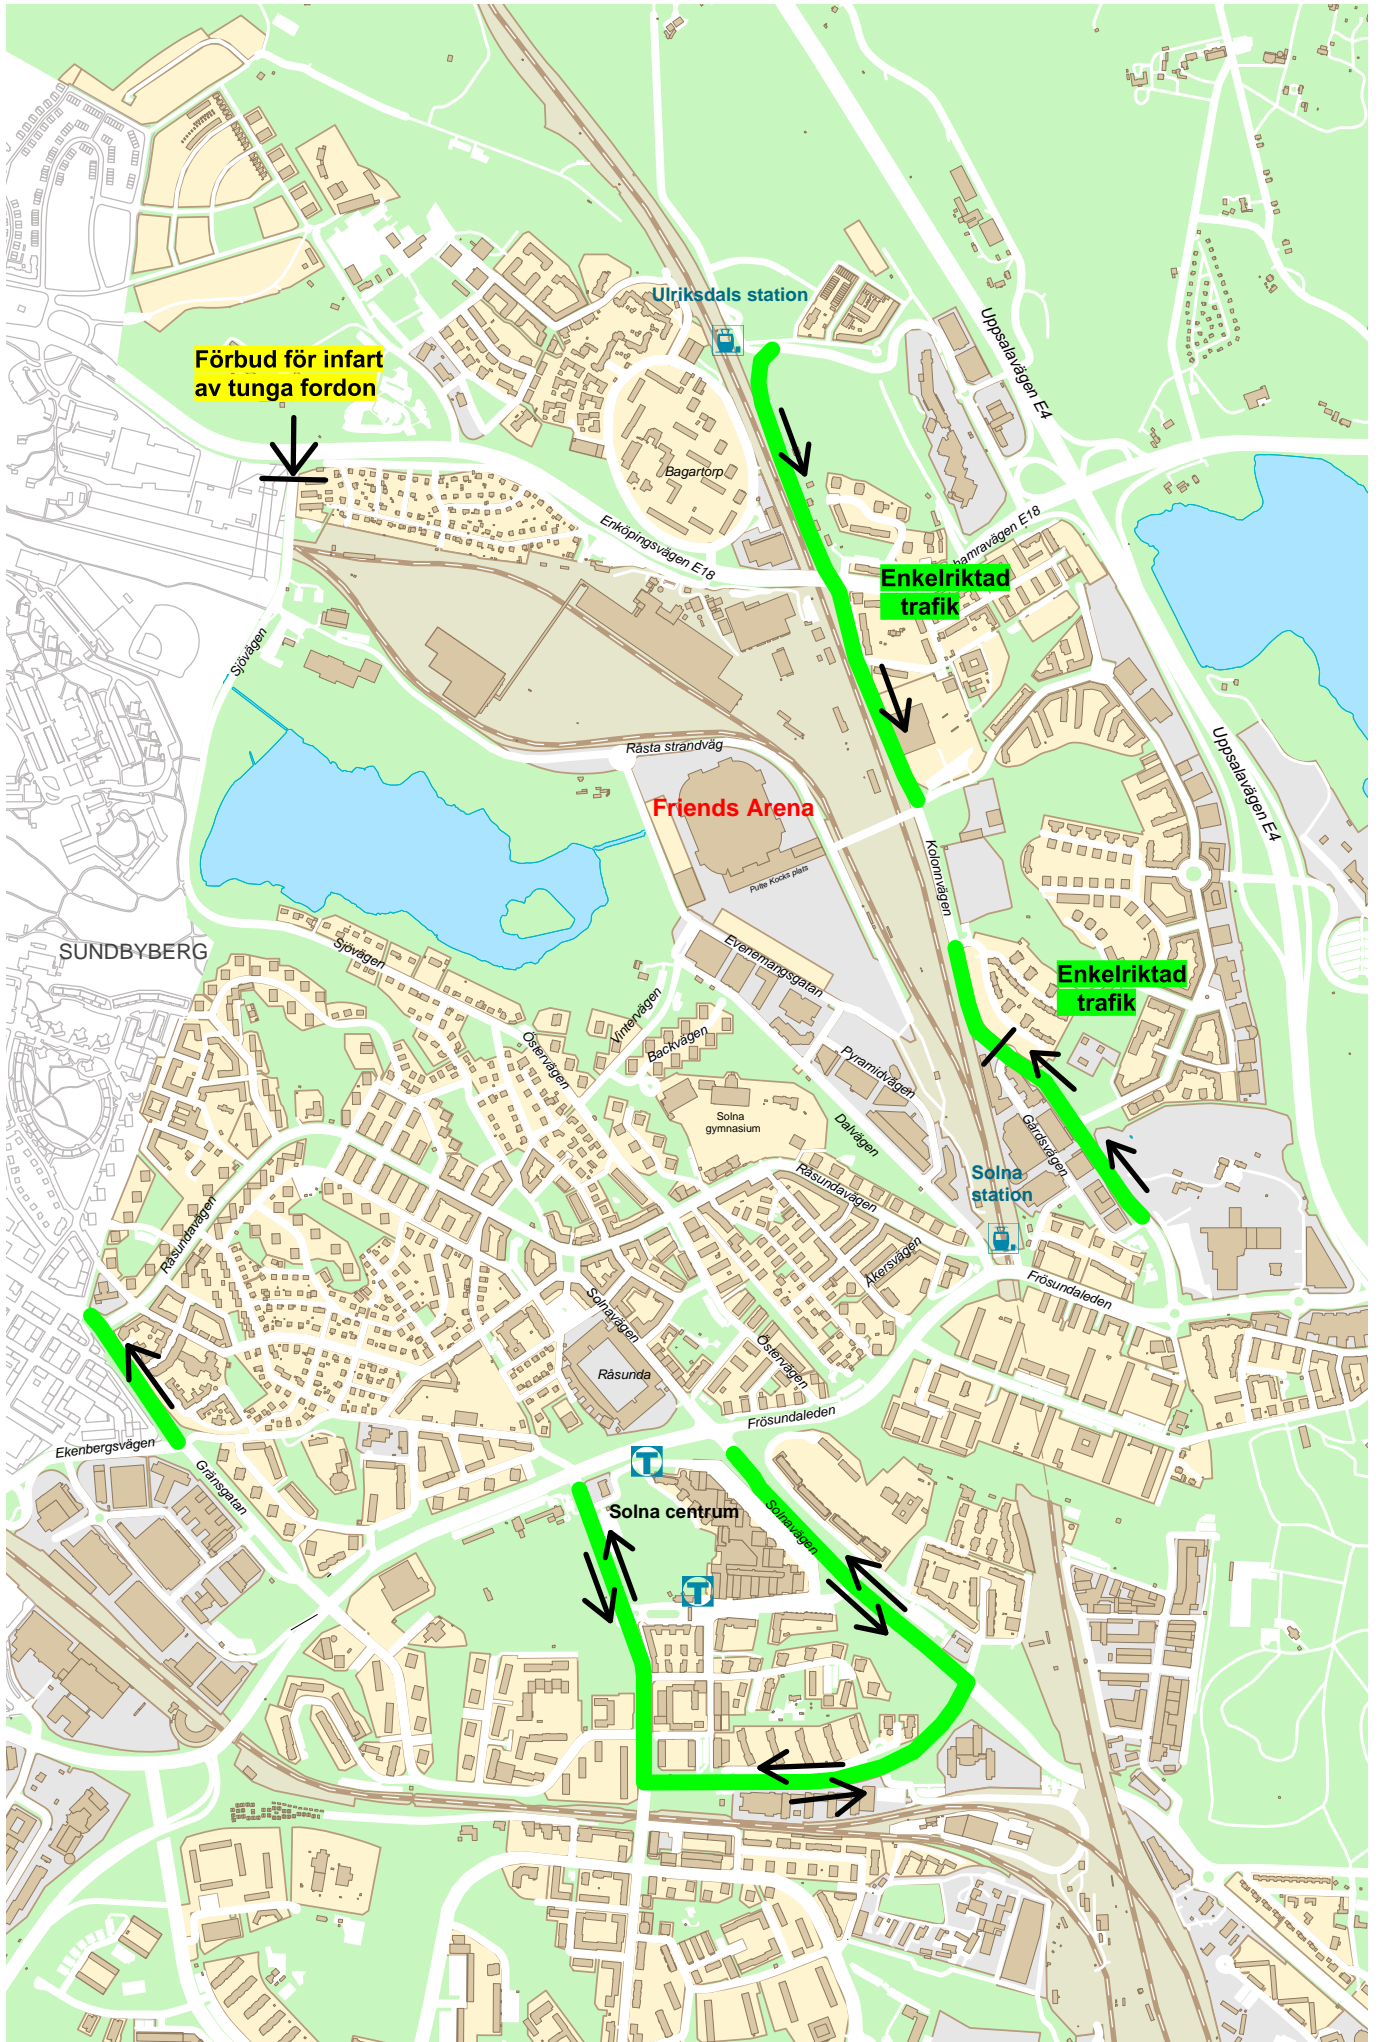 Ulriksdals station
Uppsalavägen E4
Förbud för infart
av tunga fordon
Bagartorp
Enköpingsvägen E18
hamravägen E18
Enkelriktad
trafik
Sjövägen
Råsta strandväg
Uppsalavägen E4
Friends Arena
Kolonnvägen
Putte Kocks plats
SUNDBYBERG
Sjövägen
Evenemangsgatan
Enkelriktad
trafik
Vintervägen
Östervägen
Backvägen
Pyramidvägen
Solna
gymnasium
Dalvägen
Gårdsvägen
Råsundavägen
Solna
station
Råsundavägen
Åkersvägen
Frösundaleden
Solnavägen
Östervägen
Råsunda
Frösundaleden
Ekenbergsvägen
Gränsgatan
T
Solna centrum
Solnavägen
T